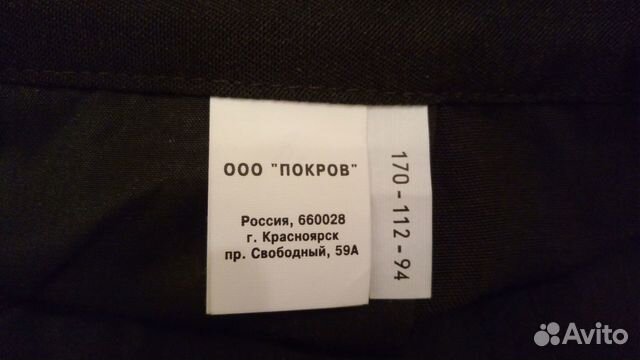 ООО "ПОКРОВ"
Россия, 660028
г. Красноярск
пр. Свободный, 59А
170-112-94
Avito